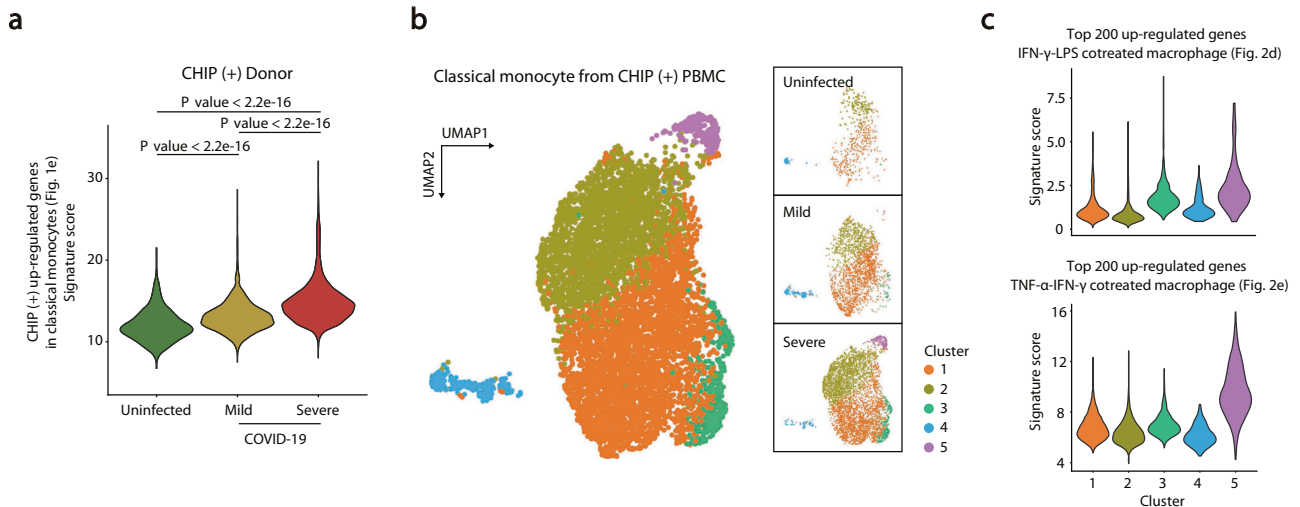 a
CHIP (+) Donor
P value < 2.2e-16
P value < 2.2e-16
P value < 2.2e-16
CHIP (+) up-regulated genes
in classical monocytes (Fig. 1e)
Signature score
30
20
10
Uninfected
Mild
Severe
COVID-19
b
Classical monocyte from CHIP (+) PBMC
UMAP1
UMAP2
Uninfected
Mild
Severe
Cluster
1
2
3
4
5
c
Top 200 up-regulated genes
IFN-γ-LPS cotreated macrophage (Fig. 2d)
Signature score
7.5
5.0
2.5
0
Top 200 up-regulated genes
TNF-α-IFN-γ cotreated macrophage (Fig. 2e)
Signature score
16
12
8
4
1
2
3
4
5
Cluster